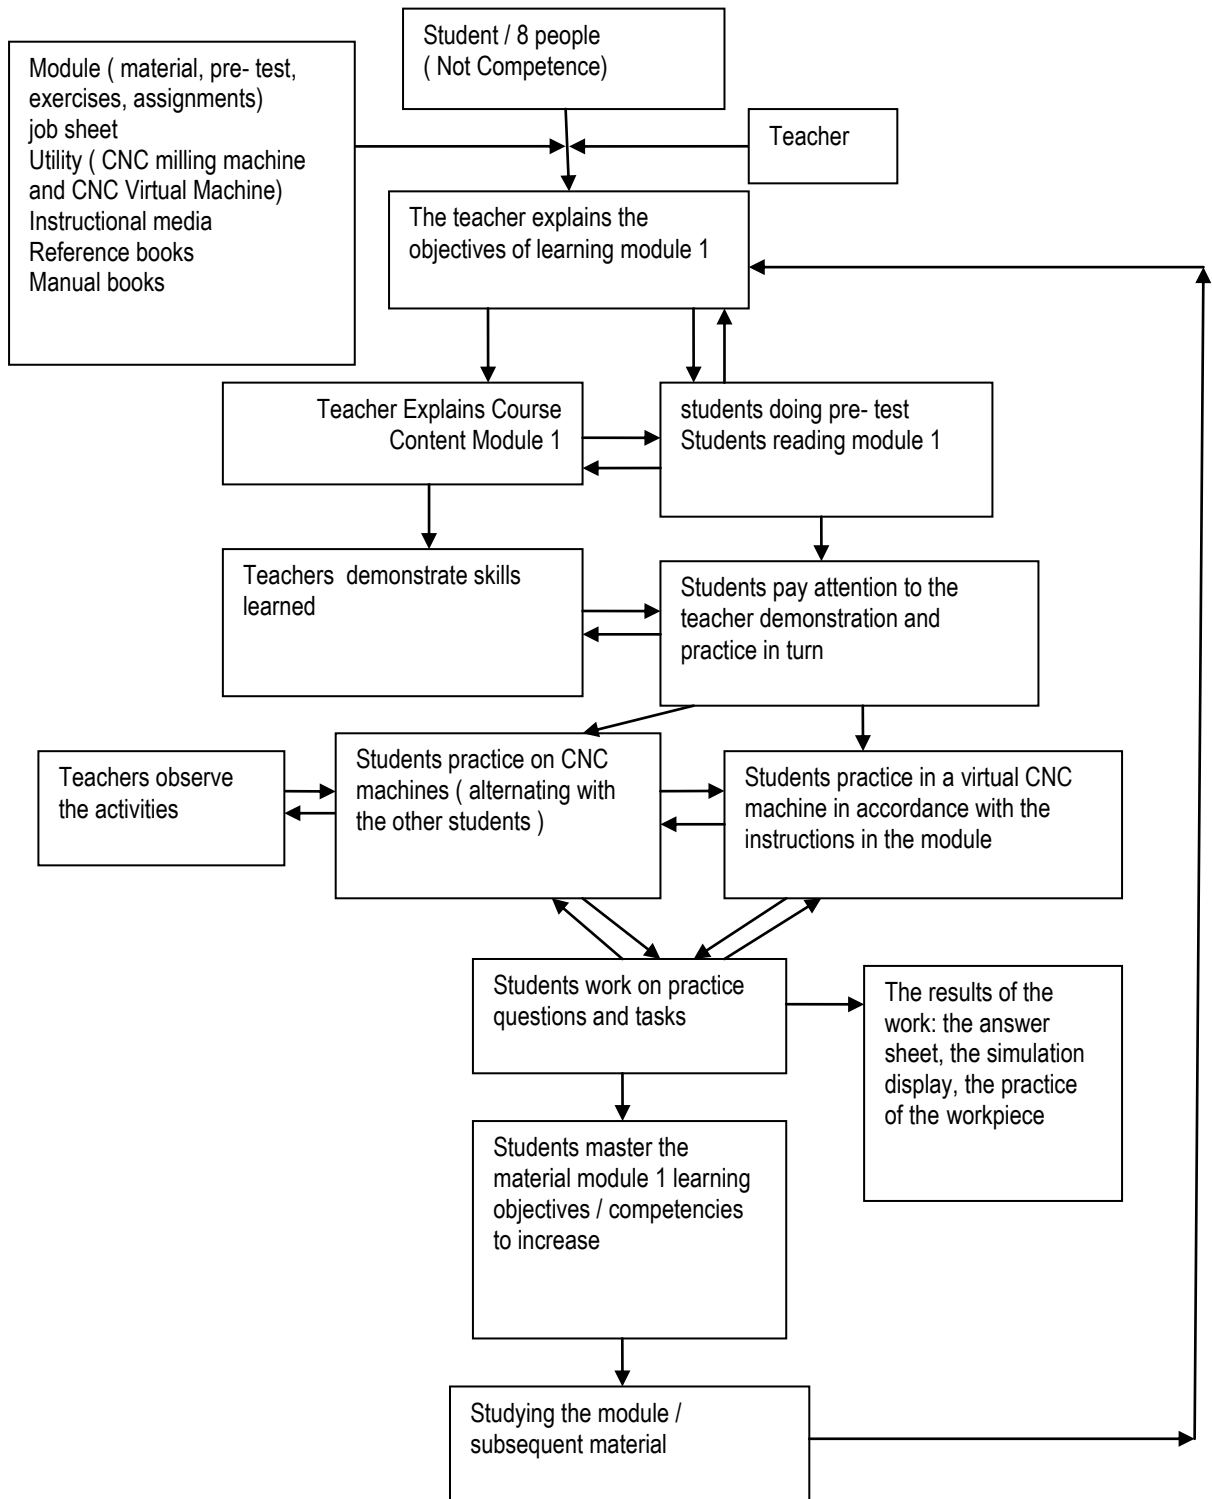 Student / 8 people
( Not Competence)
Module ( material, pre- test,
exercises, assignments)
job sheet
Utility ( CNC milling machine
and CNC Virtual Machine)
Instructional media
Reference books
Manual books
Teacher
The teacher explains the
objectives of learning module 1
Teacher Explains Course
Content Module 1
students doing pre- test
Students reading module 1
Teachers  demonstrate skills
learned
Students pay attention to the
teacher demonstration and
practice in turn
Teachers observe
the activities
Students practice on CNC
machines ( alternating with
the other students )
Students practice in a virtual CNC
machine in accordance with the
instructions in the module
Students work on practice
questions and tasks
The results of the
work: the answer
sheet, the simulation
display, the practice
of the workpiece
Students master the
material module 1 learning
objectives / competencies
to increase
Studying the module /
subsequent material